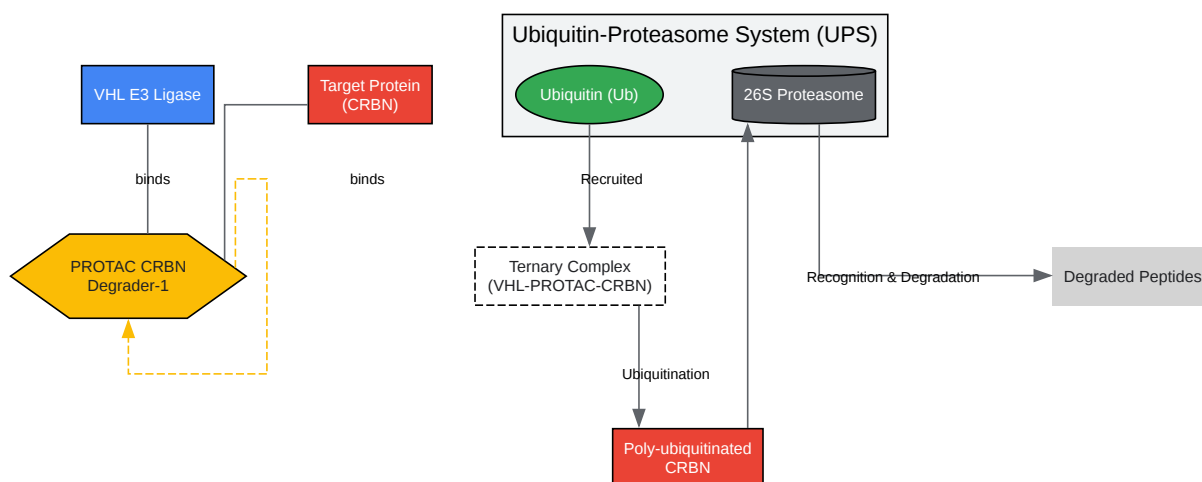 Ubiquitin-Proteasome System (UPS)
VHL E3 Ligase
Target Protein
(CRBN)
Ubiquitin (Ub)
26S Proteasome
binds
binds
Recruited
PROTAC CRBN
Degrader-1
Ternary Complex
(VHL-PROTAC-CRBN)
Recognition & Degradation
Degraded Peptides
Ubiquitination
Poly-ubiquitinated
CRBN